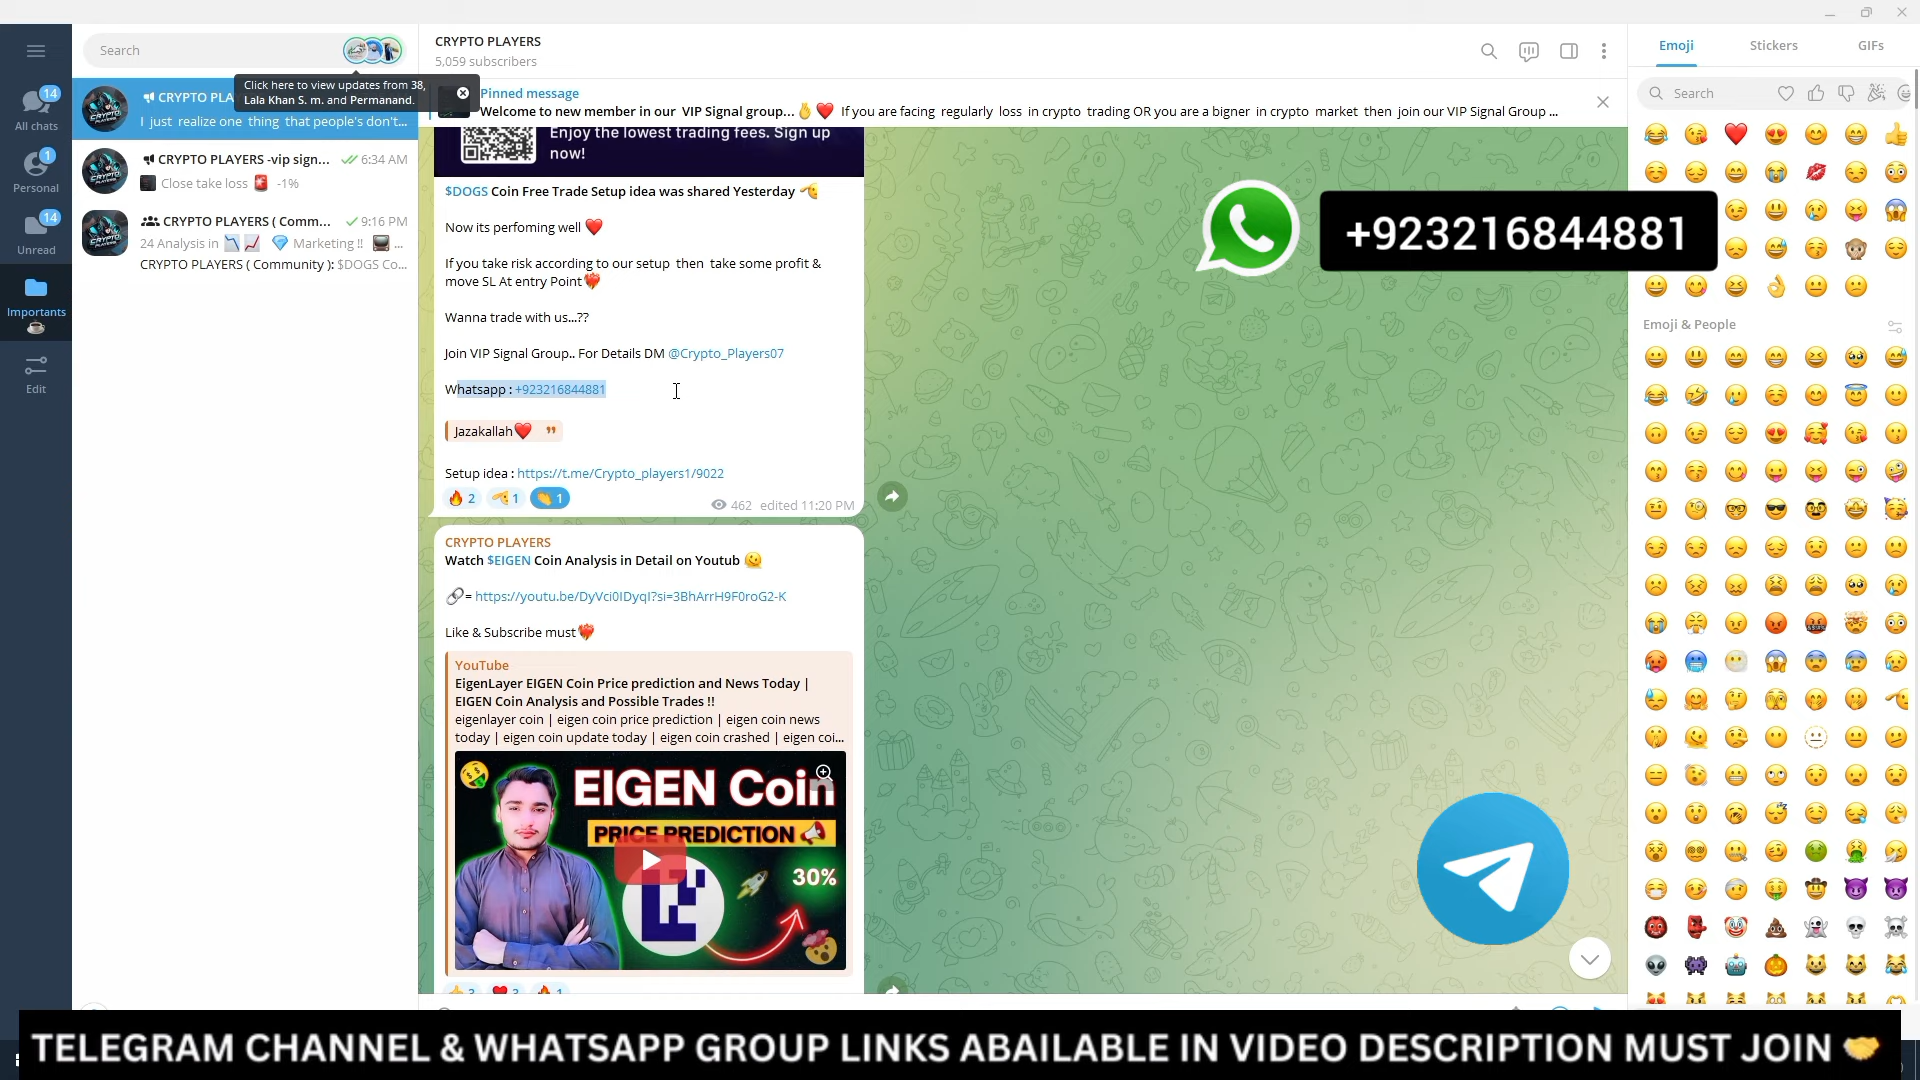 Search
Click here to view updates from 38,
Lala Khan S. m. and Permanand.
14
All chats
1
Personal
14
Unread
Importants
☕
Edit
CRYPTO PLA
I just realize one thing that people's don't...
CRYPTO PLAYERS -vip sign...
6:34 AM
Close take loss 🚨 -1%
CRYPTO PLAYERS ( Comm...
9:16 PM
24 Analysis in 📉📈 💎 Marketing !! ...
CRYPTO PLAYERS ( Community ): $DOGS Co...
CRYPTO PLAYERS
5,059 subscribers
Pinned message
Welcome to new member in our VIP Signal group...🫰❤️ If you are facing regularly loss in crypto trading OR you are a bigner in crypto market then join our VIP Signal Group ...
Enjoy the lowest trading fees. Sign up
now!
$DOGS Coin Free Trade Setup idea was shared Yesterday 🫡
Now its perfoming well ❤️
If you take risk according to our setup then take some profit &
move SL At entry Point❤️‍🔥
Wanna trade with us...??
Join VIP Signal Group.. For Details DM @Crypto_Players07
Whatsapp : +923216844881
Jazakallah❤️
Setup idea : https://t.me/Crypto_players1/9022
🔥 2 🫡 1 👏 1
462 edited 11:20 PM
CRYPTO PLAYERS
Watch $EIGEN Coin Analysis in Detail on Youtub 🫠
🔗= https://youtu.be/DyVci0IDyqI?si=3BhArrH9F0roG2-K
Like & Subscribe must❤️‍🔥
YouTube
EigenLayer EIGEN Coin Price prediction and News Today |
EIGEN Coin Analysis and Possible Trades !!
eigenlayer coin | eigen coin price prediction | eigen coin news
today | eigen coin update today | eigen coin crashed | eigen coi...
EIGEN Coin
PRICE PREDICTION
30%
+923216844881
Emoji
Stickers
GIFs
Search
Emoji & People
TELEGRAM CHANNEL & WHATSAPP GROUP LINKS ABAILABLE IN VIDEO DESCRIPTION MUST JOIN 🤝